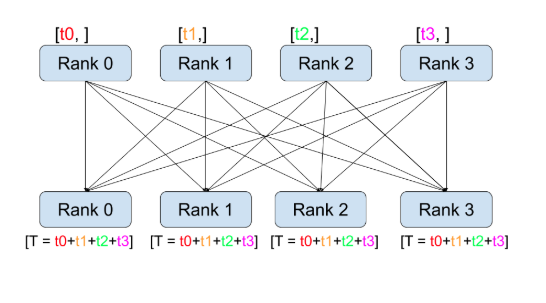 [t0, ] [t1,] [t2,] [t3, ]
Rank 0 Rank 1 Rank 2 Rank 3
Rank 0 Rank 1 Rank 2 Rank 3
[T = t0+t1+t2+t3] [T = t0+t1+t2+t3] [T = t0+t1+t2+t3] [T = t0+t1+t2+t3]